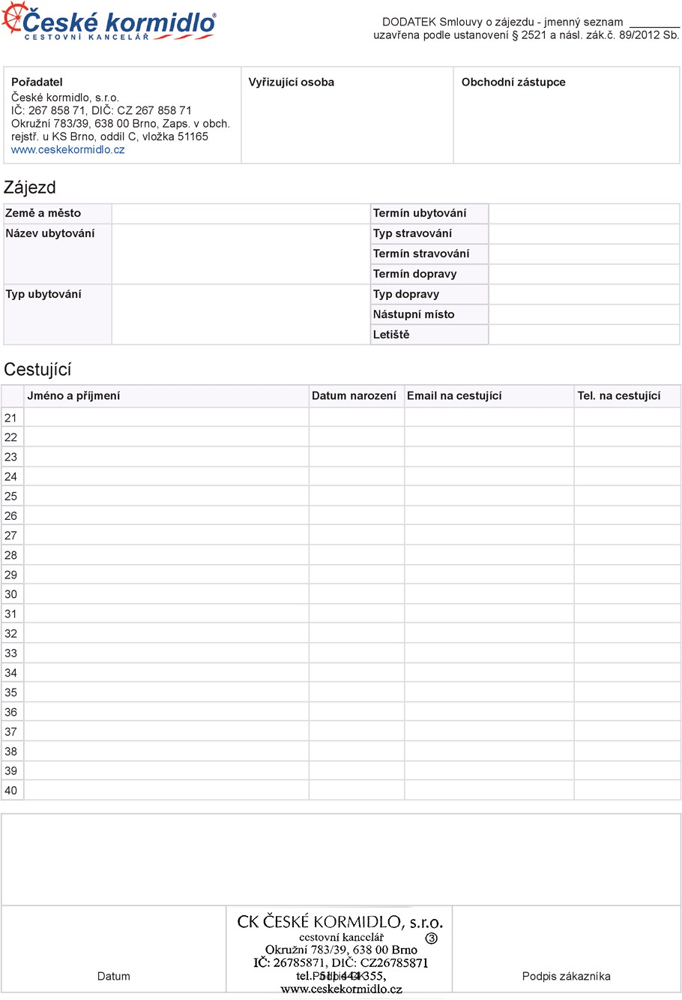 České kormidlo®
CESTOVNÍ KANCELÁŘ
DODATEK Smlouvy o zájezdu - jmenný seznam ________
uzavřena podle ustanovení § 2521 a násl. zák.č. 89/2012 Sb.
Pořadatel
České kormidlo, s.r.o.
IČ: 267 858 71, DIČ: CZ 267 858 71
Okružní 783/39, 638 00 Brno, Zaps. v obch.
rejstř. u KS Brno, oddíl C, vložka 51165
www.ceskekormidlo.cz
Vyřizující osoba
Obchodní zástupce
Zájezd
Země a město
Název ubytování
Typ ubytování
Termín ubytování
Typ stravování
Termín stravování
Termín dopravy
Typ dopravy
Nástupní místo
Letiště
Cestující
Jméno a příjmení Datum narození Email na cestující Tel. na cestující
21
22
23
24
25
26
27
28
29
30
31
32
33
34
35
36
37
38
39
40
CK ČESKÉ KORMIDLO, s.r.o.
cestovní kancelář 3
Okružní 783/39, 638 00 Brno
IČ: 26785871, DIČ: CZ26785871
tel.: 511 444 355,
www.ceskekormidlo.cz
Datum
Podpis CK
Podpis zákazníka